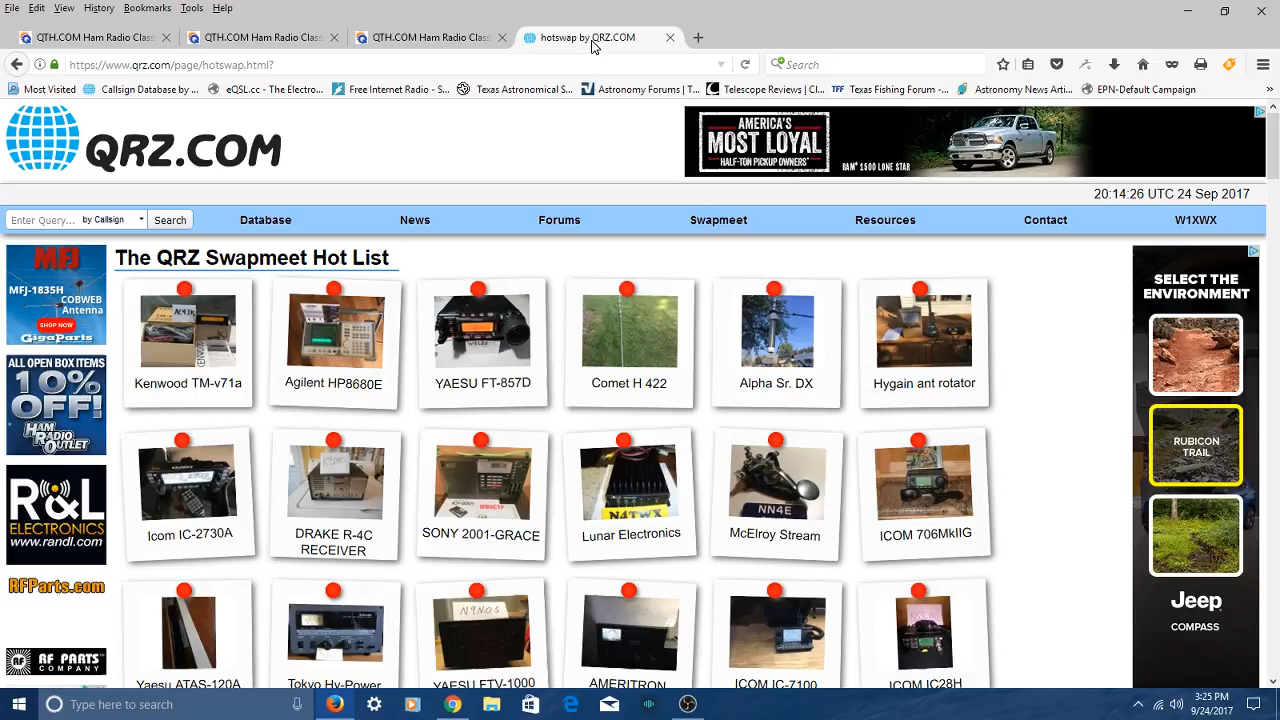 File Edit View History Bookmarks Tools Help
QTH.COM Ham Radio Class
QTH.COM Ham Radio Class
QTH.COM Ham Radio Class
hotswap by QRZ.COM
https://www.qrz.com/page/hotswap.html?
Search
Most Visited
Callsign Database by...
eQSL.cc - The Electro...
Free Internet Radio - ...
Texas Astronomical S...
Astronomy Forums | T...
Telescope Reviews | Cl...
TFF Texas Fishing Forum - ...
Astronomy News Arti...
EPN-Default Campaign
QRZ.COM
AMERICA'S
MOST LOYAL
HALF-TON PICKUP OWNERS*
RAM® 1500 LONE STAR
20:14:26 UTC 24 Sep 2017
Enter Query... by Callsign Search
Database
News
Forums
Swapmeet
Resources
Contact
W1XWX
MFJ
MFJ-1835H
COBWEB
Antenna
SHOP NOW
GigaParts
ALL OPEN BOX ITEMS
10%
OFF!
HAM RADIO
OUTLET
R&L
ELECTRONICS
www.randl.com
RFParts.com
RF PARTS
COMPANY
The QRZ Swapmeet Hot List
Kenwood TM-v71a
Agilent HP8680E
YAESU FT-857D
Comet H 422
Alpha Sr. DX
Hygain ant rotator
Icom IC-2730A
DRAKE R-4C
RECEIVER
SONY 2001-GRACE
N4TWX
Lunar Electronics
NN4E
McElroy Stream
ICOM 706MkIIG
Yaesu ATAS-120A
Tokyo Hy-Power
N9NOS
YAESU FTV-1000
AMERITRON
ICOM IC-7100
ICOM IC28H
SELECT THE
ENVIRONMENT
RUBICON
TRAIL
Jeep
COMPASS
Type here to search
3:25 PM
9/24/2017